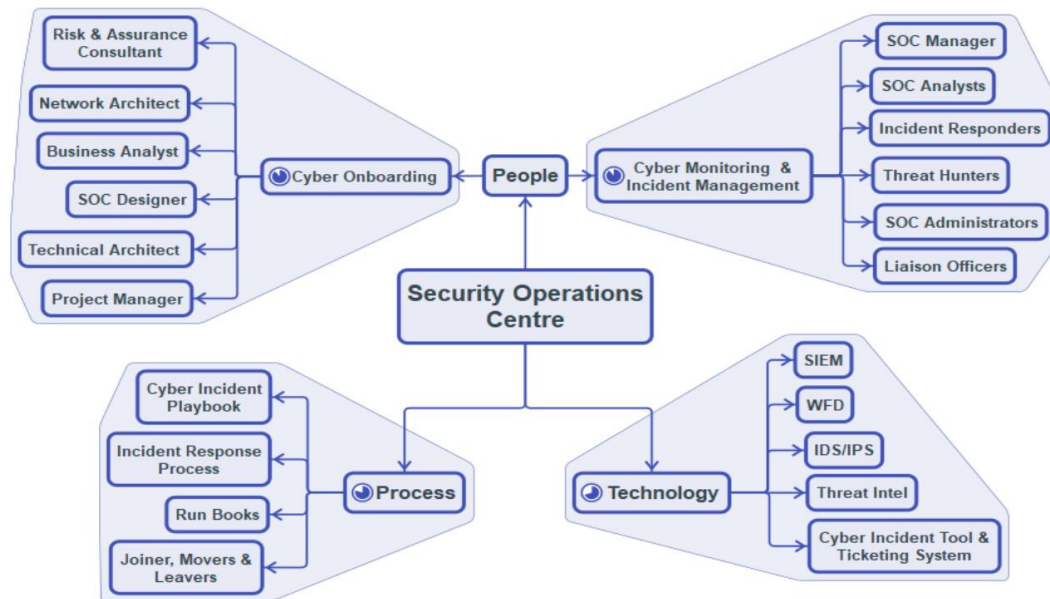 Risk & Assurance
Consultant
Network Architect
Business Analyst
SOC Designer
Technical Architect
Project Manager
Cyber Onboarding
People
Cyber Monitoring &
Incident Management
SOC Manager
SOC Analysts
Incident Responders
Threat Hunters
SOC Administrators
Liaison Officers
Security Operations
Centre
Cyber Incident
Playbook
Incident Response
Process
Run Books
Joiner, Movers &
Leavers
Process
Technology
SIEM
WFD
IDS/IPS
Threat Intel
Cyber Incident Tool &
Ticketing System